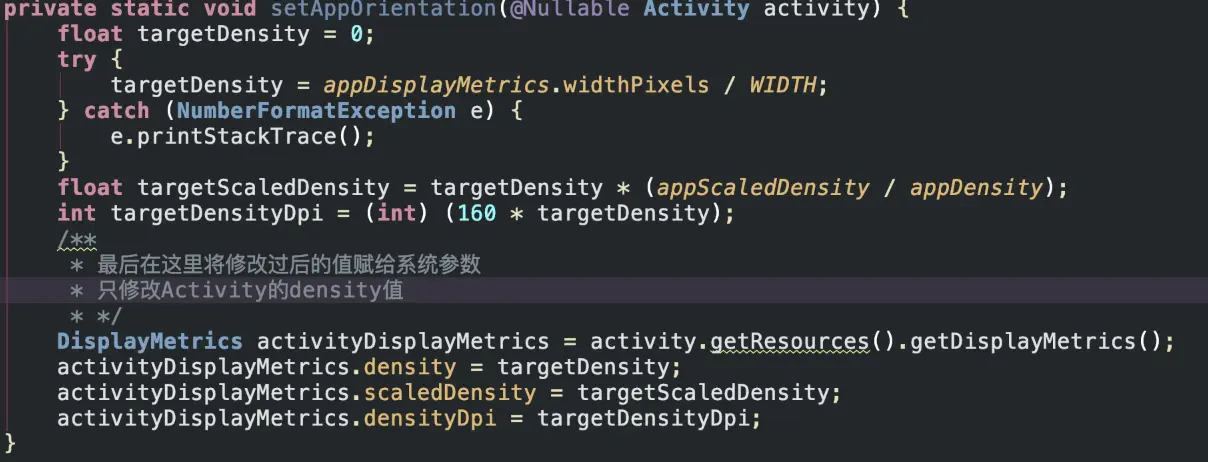 private static void setAppOrientation(@Nullable Activity activity) {
    float targetDensity = 0;
    try {
        targetDensity = appDisplayMetrics.widthPixels / WIDTH;
    } catch (NumberFormatException e) {
        e.printStackTrace();
    }
    float targetScaledDensity = targetDensity * (appScaledDensity / appDensity);
    int targetDensityDpi = (int) (160 * targetDensity);
    /**
     * 最后在这里将修改过后的值赋给系统参数
     * 只修改Activity的density值
     * */
    DisplayMetrics activityDisplayMetrics = activity.getResources().getDisplayMetrics();
    activityDisplayMetrics.density = targetDensity;
    activityDisplayMetrics.scaledDensity = targetScaledDensity;
    activityDisplayMetrics.densityDpi = targetDensityDpi;
}